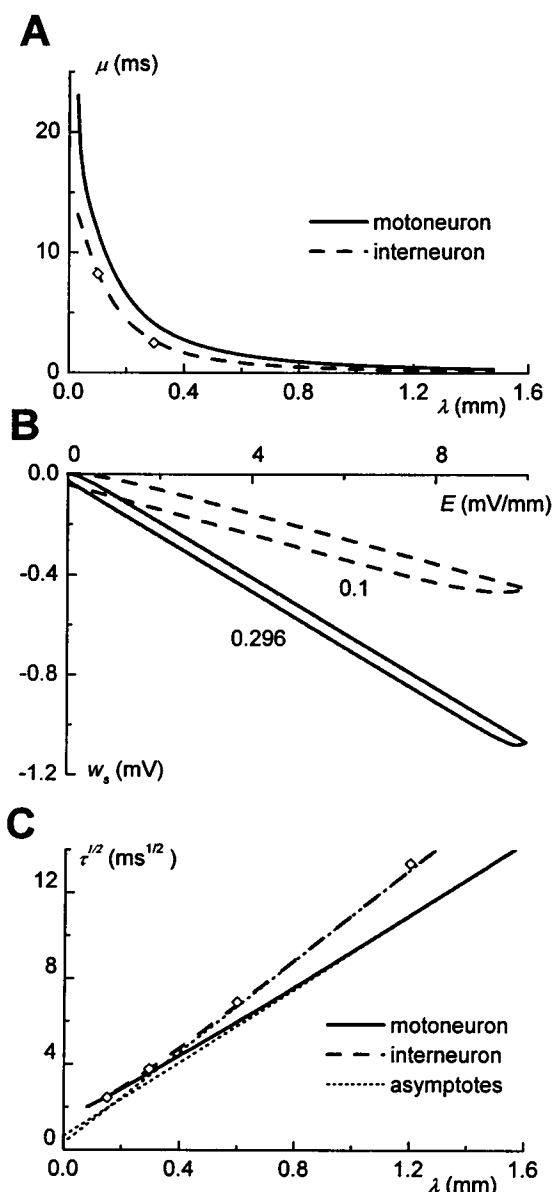 A
μ (ms)
20
10
0
motoneuron
interneuron
0.0 0.4 0.8 1.2 1.6
λ (mm)
B
0 4 8
E (mV/mm)
0.0
-0.4
-0.8
-1.2
0.1
0.296
wₛ (mV)
C
τ^1/2 (ms^1/2)
12
8
4
0
motoneuron
interneuron
asymptotes
0.0 0.4 0.8 1.2 1.6
λ (mm)